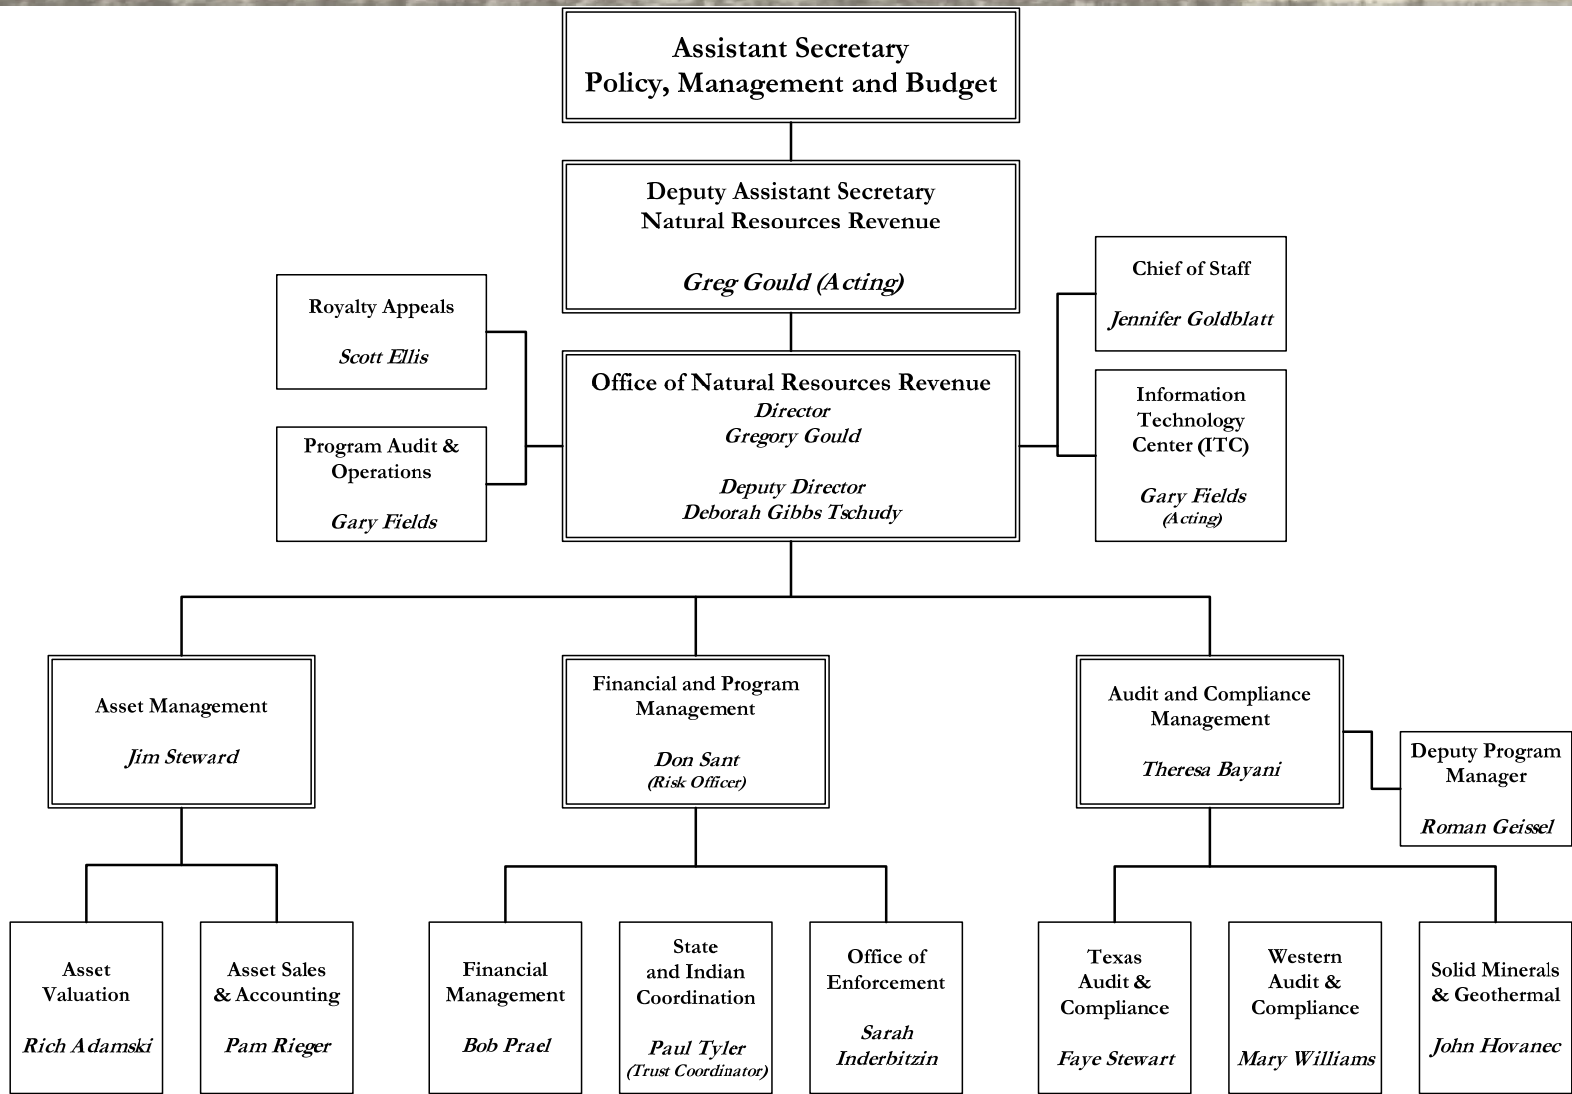 Assistant Secretary
Policy, Management and Budget
Deputy Assistant Secretary
Natural Resources Revenue
Greg Gould (Acting)
Royalty Appeals
Scott Ellis
Program Audit &
Operations
Gary Fields
Office of Natural Resources Revenue
Director
Gregory Gould
Deputy Director
Deborah Gibbs Tschudy
Chief of Staff
Jennifer Goldblatt
Information
Technology
Center (ITC)
Gary Fields
(Acting)
Asset Management
Jim Steward
Financial and Program
Management
Don Sant
(Risk Officer)
Audit and Compliance
Management
Theresa Bayani
Deputy Program
Manager
Roman Geissel
Asset
Valuation
Rich Adamski
Asset Sales
& Accounting
Pam Rieger
Financial
Management
Bob Prael
State
and Indian
Coordination
Paul Tyler
(Trust Coordinator)
Office of
Enforcement
Sarah
Inderbitzin
Texas
Audit &
Compliance
Faye Stewart
Western
Audit &
Compliance
Mary Williams
Solid Minerals
& Geothermal
John Hovanec